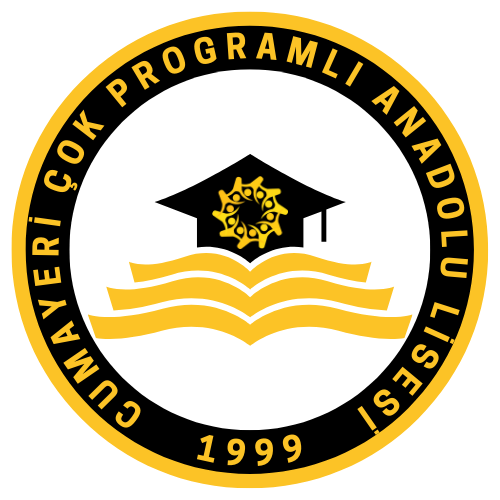 CUMAYERİ ÇOK PROGRAMLI ANADOLU LİSESİ
1999